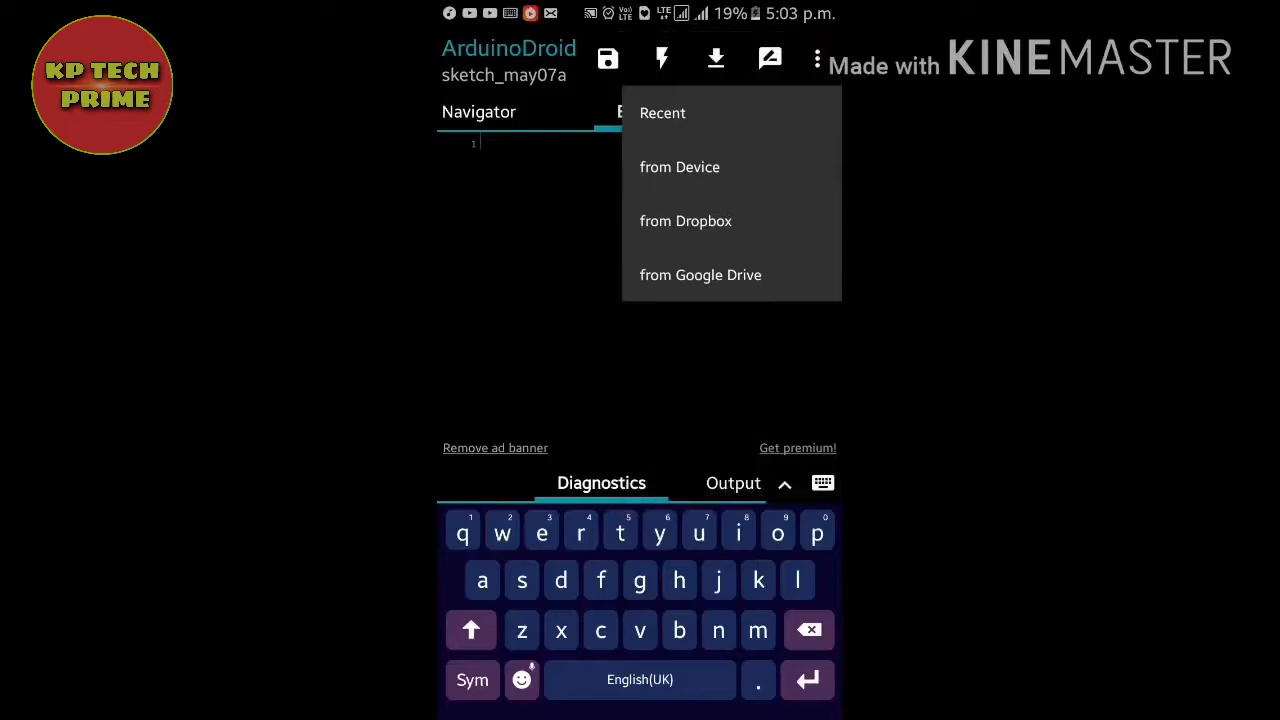 KP TECH
PRIME
VoI) LTE LTE 19% 5:03 p.m.
ArduinoDroid
sketch_may07a
Made with KINEMASTER
Navigator
E
Recent
from Device
from Dropbox
from Google Drive
1
Remove ad banner
Get premium!
Diagnostics
Output
1 2 3 4 5 6 7 8 9 0
q w e r t y u i o p
a s d f g h j k l
z x c v b n m
Sym
English(UK)
.